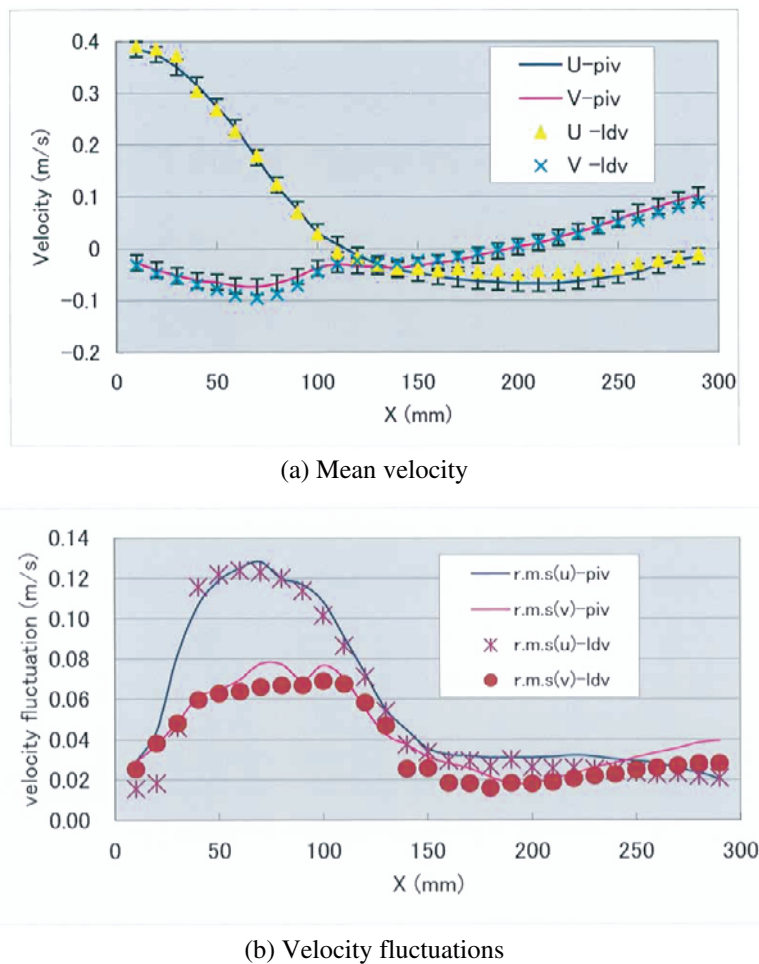 0.4
0.3
0.2
0.1
0
-0.1
-0.2
Velocity (m/s)
U-piv
V-piv
U -ldv
V -ldv
0 50 100 150 200 250 300
X (mm)
(a) Mean velocity
0.14
0.12
0.10
0.08
0.06
0.04
0.02
0.00
velocity fluctuation (m/s)
r.m.s(u)-piv
r.m.s(v)-piv
r.m.s(u)-ldv
r.m.s(v)-ldv
0 50 100 150 200 250 300
X (mm)
(b) Velocity fluctuations